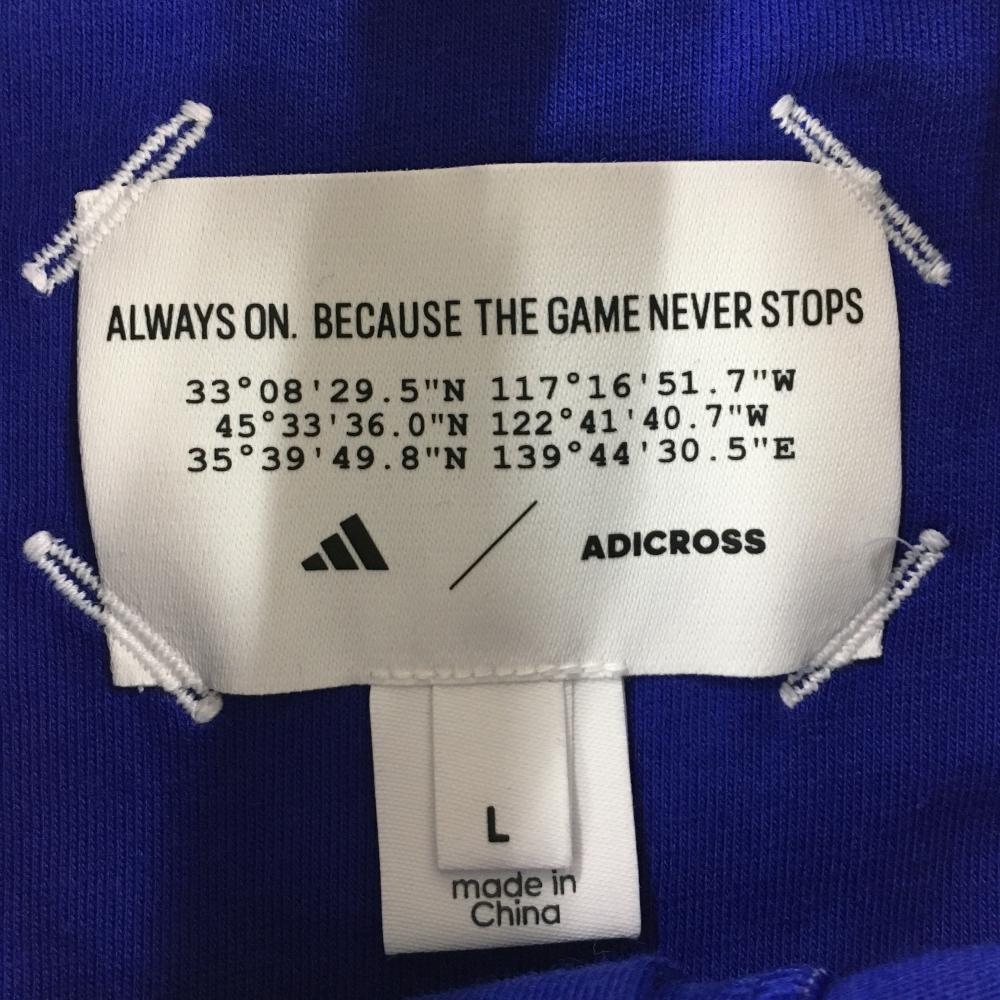 ALWAYS ON. BECAUSE THE GAME NEVER STOPS
33°08'29.5"N 117°16'51.7"W
45°33'36.0"N 122°41'40.7"W
35°39'49.8"N 139°44'30.5"E
ADICROSS
L
made in
China